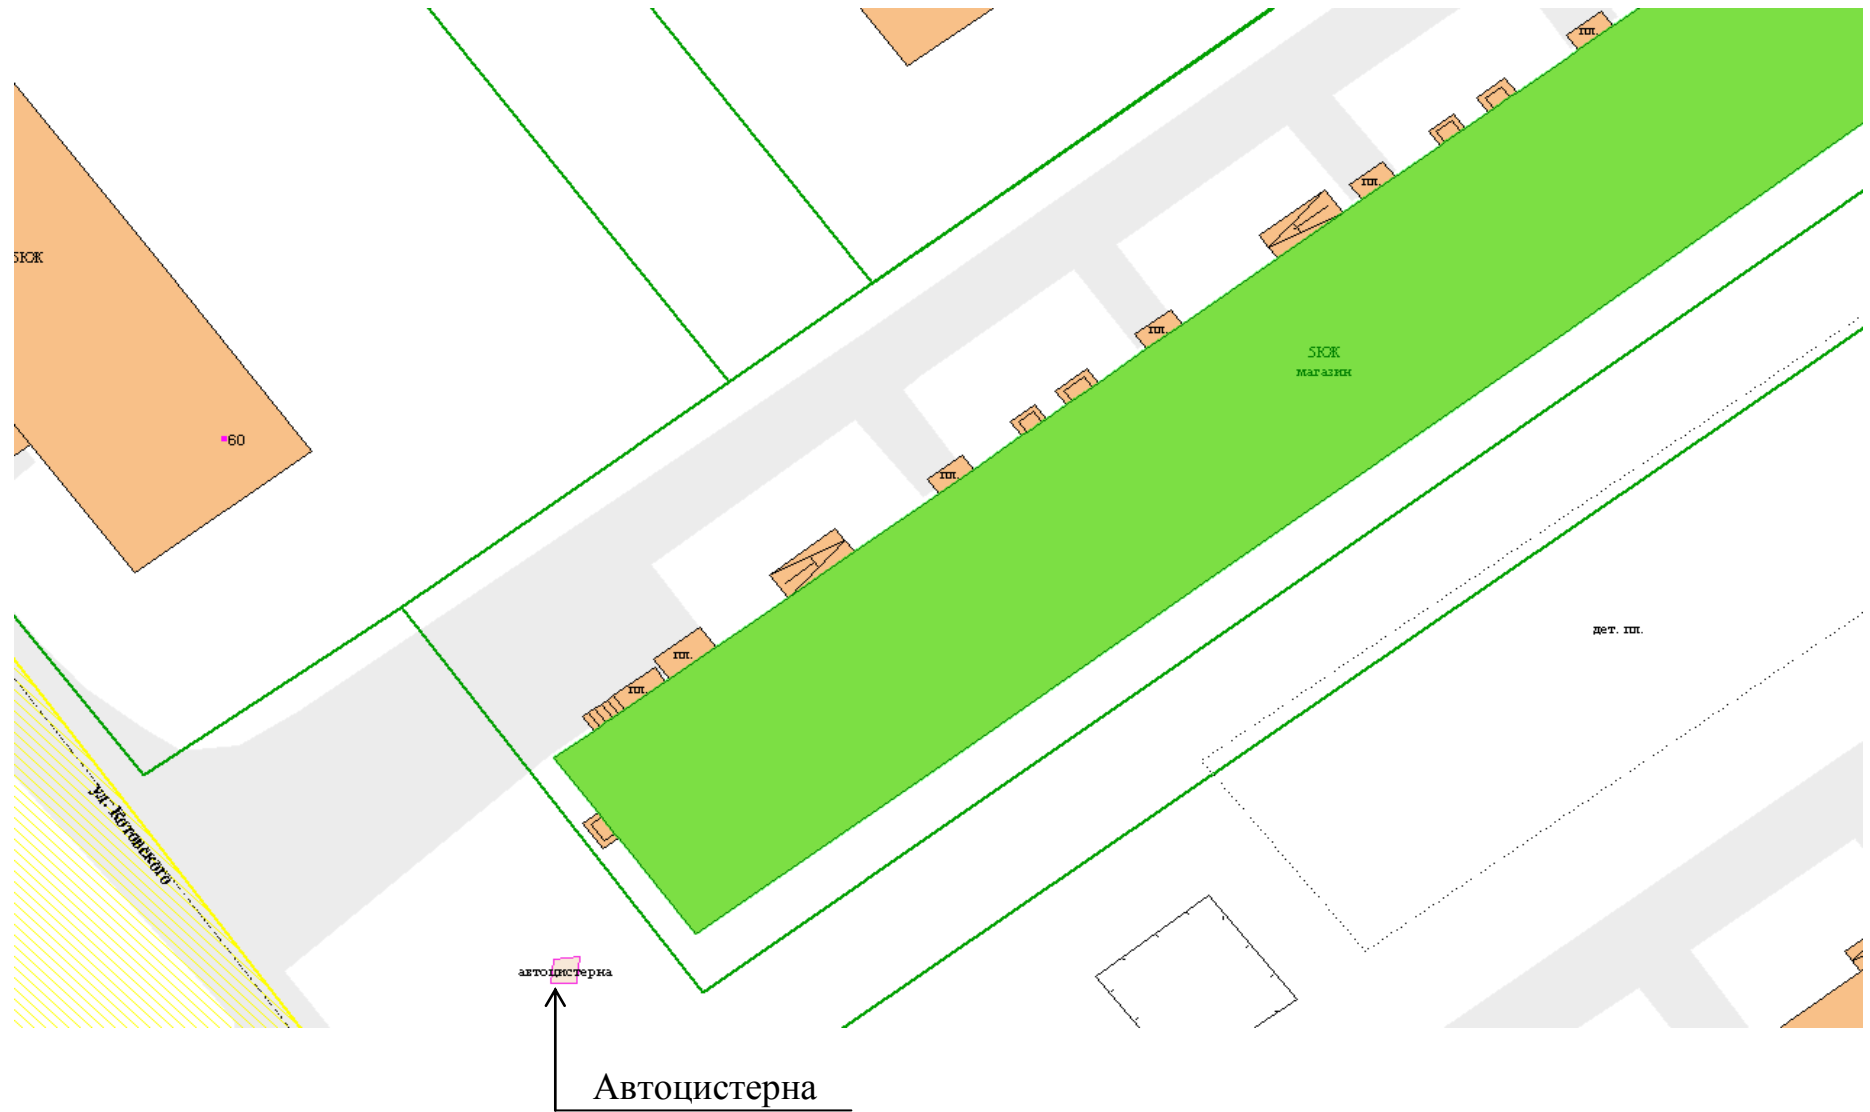 пл.
пл.
5КЖ
пл.
5КЖ
магазин
60
пл.
дет. пл.
пл.
пл.
ул. Котовского
автоцистерна
Автоцистерна